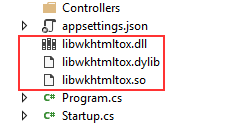 Controllers
appsettings.json
libwkhtmltox.dll
libwkhtmltox.dylib
libwkhtmltox.so
C# Program.cs
C# Startup.cs